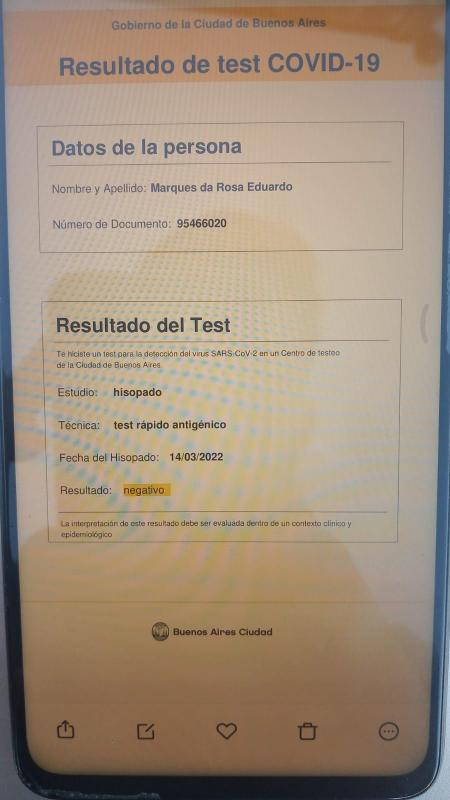 Gobierno de la Ciudad de Buenos Aires
Resultado de test COVID-19
Datos de la persona
Nombre y Apellido: Marques da Rosa Eduardo
Número de Documento: 95466020
Resultado del Test
Te hiciste un test para la detección del virus SARS-CoV-2 en un Centro de testeo
de la Ciudad de Buenos Aires
Estudio: hisopado
Técnica: test rápido antigénico
Fecha del Hisopado: 14/03/2022
Resultado: negativo
La interpretación de este resultado debe ser evaluada dentro de un contexto clínico y
epidemiológico
Buenos Aires Ciudad